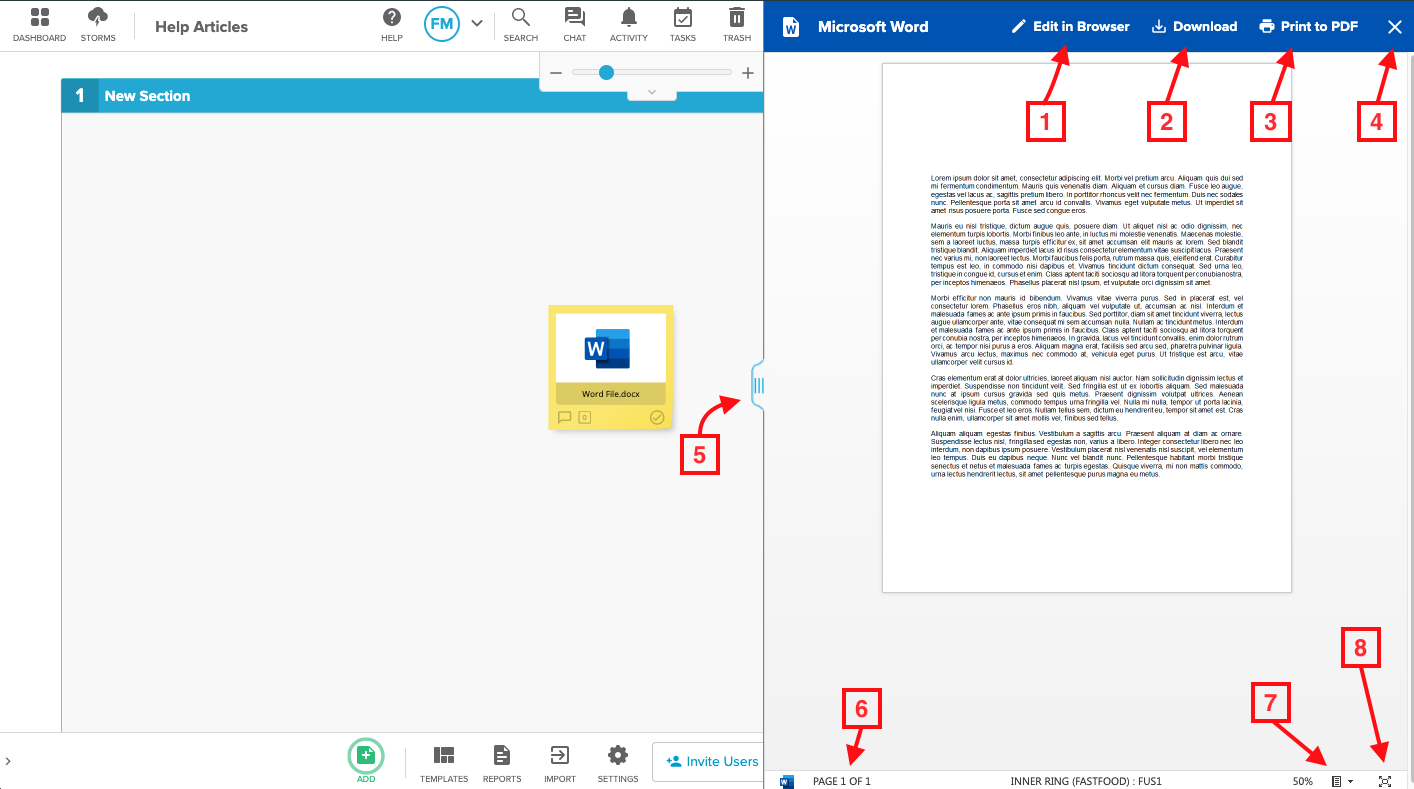 DASHBOARD
STORMS
Help Articles
HELP
FM
SEARCH
CHAT
ACTIVITY
TASKS
TRASH
1 New Section
W
Word File.docx
0
5
ADD
TEMPLATES
REPORTS
IMPORT
SETTINGS
Invite Users
W
Microsoft Word
Edit in Browser
Download
Print to PDF
1
2
3
4
Lorem ipsum dolor sit amet, consectetur adipiscing elit. Morbi vel pretium arcu. Aliquam quis dui sed
mi fermentum condimentum. Mauris quis venenatis diam. Aliquam et cursus diam. Fusce leo augue,
egestas vel lacus ac, sagittis pretium libero. In porttitor rhoncus velit nec fermentum. Duis nec sodales
nunc. Pellentesque porta sit amet arcu id convallis. Vivamus eget vulputate metus. Ut imperdiet sit
amet risus posuere porta. Fusce sed congue eros.
Mauris eu nisl tristique, dictum augue quis, posuere diam. Ut aliquet nisl ac odio dignissim, nec
elementum turpis lobortis. Morbi finibus leo ante, in luctus mi molestie venenatis. Maecenas molestie,
sem a laoreet luctus, massa turpis efficitur ex, sit amet accumsan elit mauris ac lorem. Sed blandit
tristique blandit. Aliquam imperdiet lacus id risus consectetur elementum vitae suscipit lacus. Praesent
nec varius mi, non laoreet lectus. Morbi faucibus felis porta, rutrum massa quis, eleifend erat. Curabitur
tempus est leo, in commodo nisi dapibus et. Vivamus tincidunt dictum consequat. Sed urna leo,
tristique in congue id, cursus et enim. Class aptent taciti sociosqu ad litora torquent per conubia nostra,
per inceptos himenaeos. Phasellus placerat nisl ipsum, et vulputate orci dignissim sit amet.
Morbi efficitur non mauris id bibendum. Vivamus vitae viverra purus. Sed in placerat est, vel
consectetur lorem. Phasellus eros nibh, aliquam vel vulputate ut, accumsan ac nisl. Interdum et
malesuada fames ac ante ipsum primis in faucibus. Sed porttitor, diam sit amet tincidunt viverra, lectus
augue ullamcorper ante, vitae consequat mi sem accumsan nulla. Nullam ac tincidunt metus. Interdum
et malesuada fames ac ante ipsum primis in faucibus. Class aptent taciti sociosqu ad litora torquent
per conubia nostra, per inceptos himenaeos. In gravida, lacus vel tincidunt convallis, enim dolor rutrum
orci, ac tempor nisi purus a eros. Aliquam magna erat, facilisis sed arcu sed, pharetra pulvinar ligula.
Vivamus arcu lectus, maximus nec commodo at, vehicula eget purus. Ut tristique est arcu, vitae
ullamcorper velit cursus id.
Cras elementum erat at dolor ultricies, laoreet aliquam nisl auctor. Nam sollicitudin dignissim lectus et
imperdiet. Suspendisse non tincidunt velit. Sed fringilla est ut ex lobortis aliquam. Sed malesuada
nunc at ipsum cursus gravida sed quis metus. Praesent dignissim volutpat ultrices. Aenean
scelerisque ligula metus, commodo tempus urna fringilla vel. Nulla mi nulla, tempor ut porta lacinia,
feugiat vel nisi. Fusce et leo eros. Nullam tellus sem, dictum eu hendrerit eu, tempor sit amet est. Cras
nulla enim, ullamcorper sit amet mollis vel, finibus sed tellus.
Aliquam aliquam egestas finibus. Vestibulum a sagittis arcu. Praesent aliquam at diam ac ornare.
Suspendisse lectus nisl, fringilla sed egestas non, varius a libero. Integer consectetur libero nec leo
interdum, non dapibus ipsum posuere. Vestibulum placerat nisl venenatis nisl suscipit, vel elementum
leo tempus. Duis eu dapibus neque. Nunc vel blandit nunc. Pellentesque habitant morbi tristique
senectus et netus et malesuada fames ac turpis egestas. Quisque viverra, mi non mattis commodo,
urna lectus hendrerit lectus, sit amet pellentesque purus magna eu metus.
6
7
8
PAGE 1 OF 1
INNER RING (FASTFOOD) : FUS1
50%